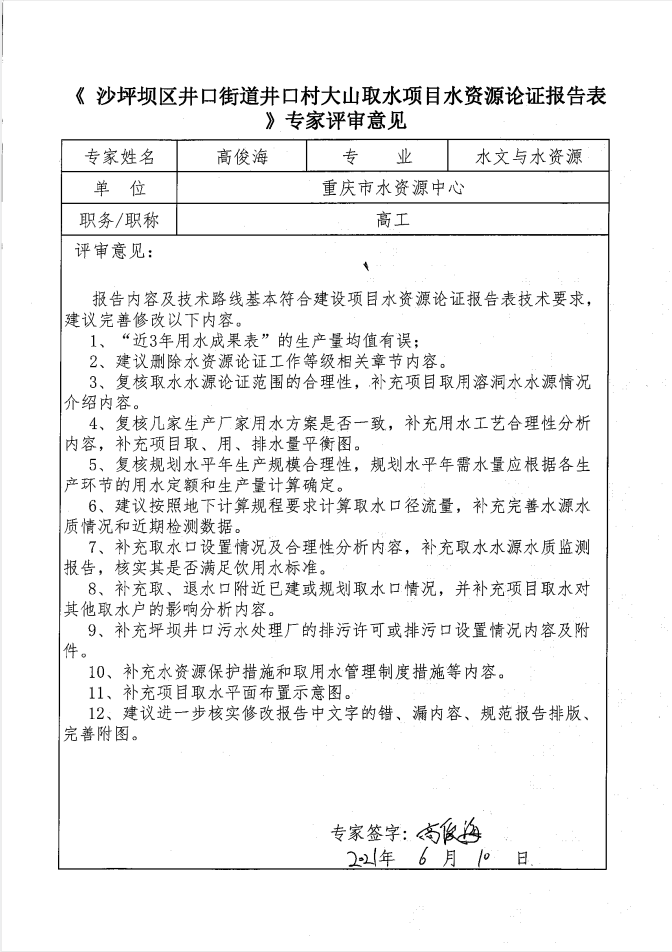 《 沙坪坝区井口街道井口村大山取水项目水资源论证报告表
》专家评审意见
专家姓名 高俊海 专 业 水文与水资源
单 位 重庆市水资源中心
职务/职称 高工
评审意见：
报告内容及技术路线基本符合建设项目水资源论证报告表技术要求，
建议完善修改以下内容。
1、“近3年用水成果表”的生产量均值有误；
2、建议删除水资源论证工作等级相关章节内容。
3、复核取水水源论证范围的合理性，补充项目取用溶洞水水源情况
介绍内容。
4、复核几家生产厂家用水方案是否一致，补充用水工艺合理性分析
内容，补充项目取、用、排水量平衡图。
5、复核规划水平年生产规模合理性，规划水平年需水量应根据各生
产环节的用水定额和生产量计算确定。
6、建议按照地下计算规程要求计算取水口径流量，补充完善水源水
质情况和近期检测数据。
7、补充取水口设置情况及合理性分析内容，补充取水水源水质监测
报告，核实其是否满足饮用水标准。
8、补充取、退水口附近已建或规划取水口情况，并补充项目取水对
其他取水户的影响分析内容。
9、补充坪坝井口污水处理厂的排污许可或排污口设置情况内容及附
件。
10、补充水资源保护措施和取用水管理制度措施等内容。
11、补充项目取水平面布置示意图。
12、建议进一步核实修改报告中文字的错、漏内容、规范报告排版、
完善附图。
专家签字：高俊海
2021年 6 月 10 日